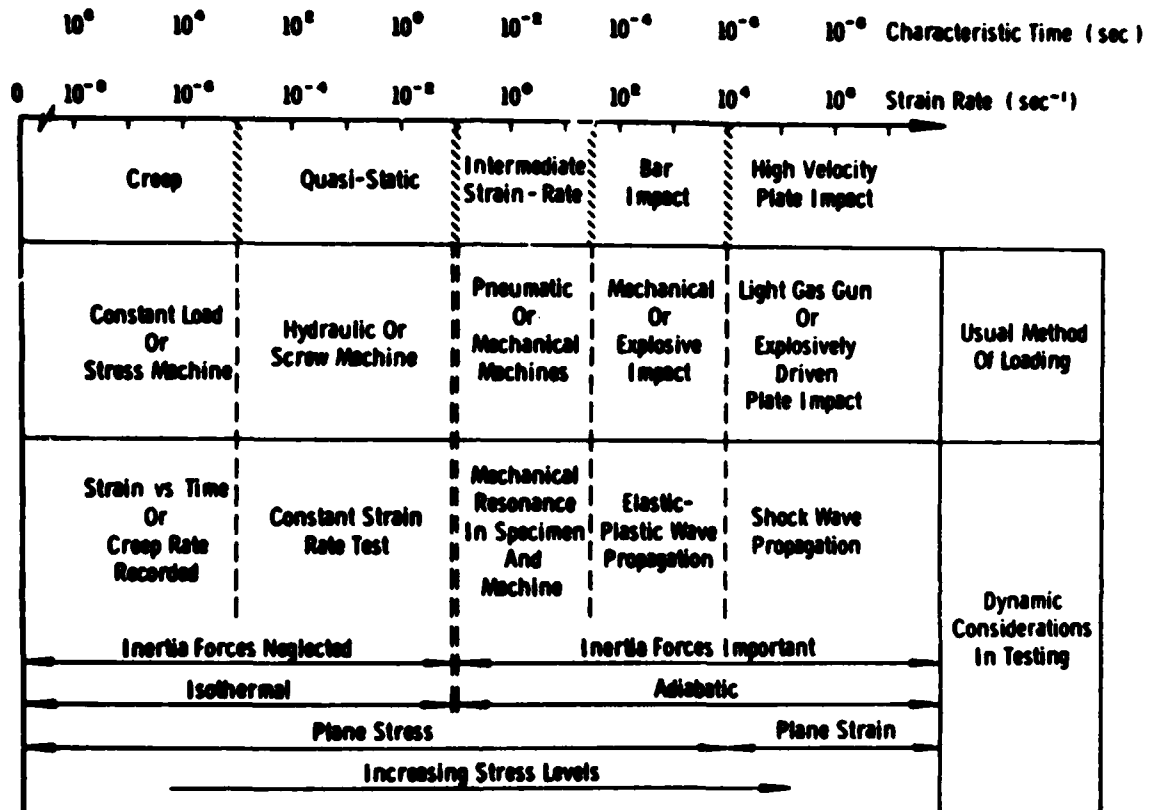 10⁶ 10⁴ 10² 10⁰ 10⁻² 10⁻⁴ 10⁻⁶ 10⁻⁸ Characteristic Time ( sec )
0 10⁻⁸ 10⁻⁶ 10⁻⁴ 10⁻² 10⁰ 10² 10⁴ 10⁶ Strain Rate ( sec⁻¹)
Creep
Quasi-Static
Intermediate
Strain - Rate
Bar
Impact
High Velocity
Plate Impact
Constant Load
Or
Stress Machine
Hydraulic Or
Screw Machine
Pneumatic
Or
Mechanical
Machines
Mechanical
Or
Explosive
Impact
Light Gas Gun
Or
Explosively
Driven
Plate Impact
Usual Method
Of Loading
Strain vs Time
Or
Creep Rate
Recorded
Constant Strain
Rate Test
Mechanical
Resonance
In Specimen
And
Machine
Elastic-
Plastic Wave
Propagation
Shock Wave
Propagation
Dynamic
Considerations
In Testing
Inertia Forces Neglected
Inertia Forces Important
Isothermal
Adiabatic
Plane Stress
Plane Strain
Increasing Stress Levels